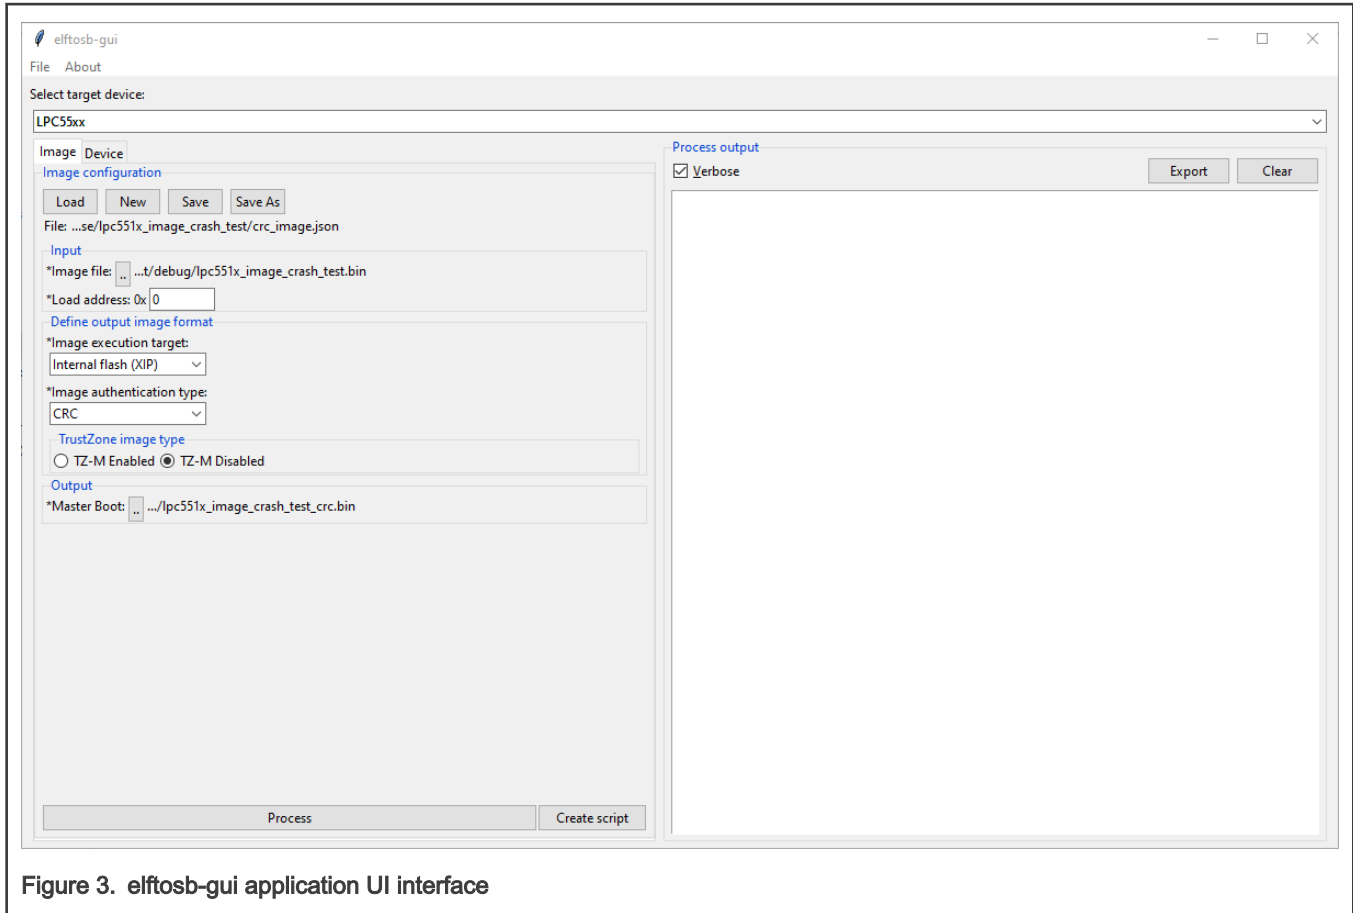 elftosb-gui
File About
Select target device:
LPC55xx
Image Device
Image configuration
Load New Save Save As
File: ...se/lpc551x_image_crash_test/crc_image.json
Input
*Image file: .. ...t/debug/lpc551x_image_crash_test.bin
*Load address: 0x 0
Define output image format
*Image execution target:
Internal flash (XIP)
*Image authentication type:
CRC
TrustZone image type
TZ-M Enabled TZ-M Disabled
Output
*Master Boot: .. .../lpc551x_image_crash_test_crc.bin
Process Create script
Process output
Verbose Export Clear
Figure 3. elftosb-gui application UI interface